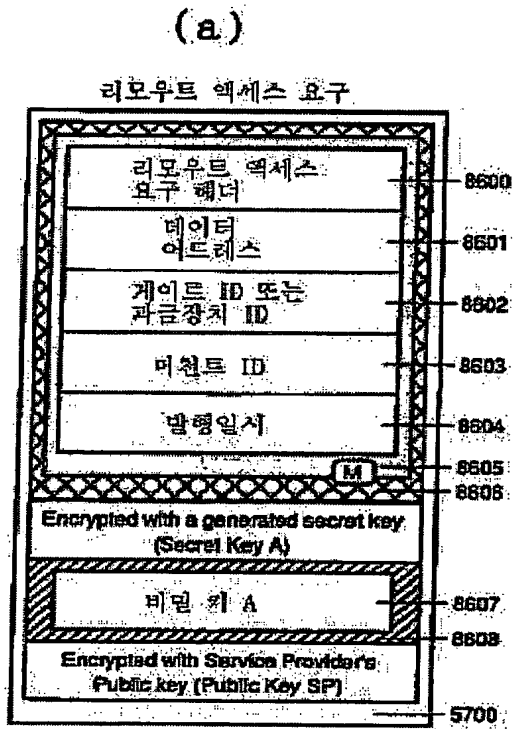 (a)
리모우트 액세스 요구
리모우트 액세스
요구 헤더
8600
데이터
어드레스
8601
게이트 ID 또는
과금장치 ID
8602
머천트 ID
8603
발행일시
8604
M
8605
8606
Encrypted with a generated secret key
(Secret Key A)
비밀 키 A
8607
8608
Encrypted with Service Provider's
Public key (Public Key SP)
5700